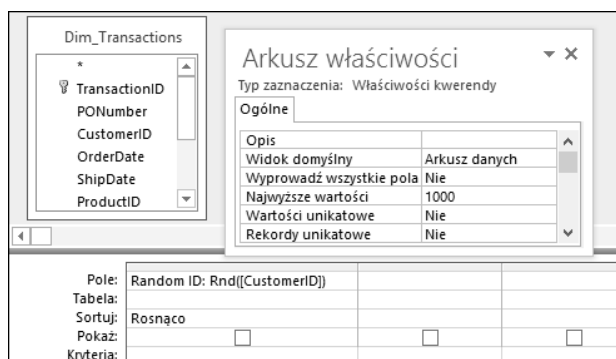 Dim_Transactions
*
TransactionID
PONumber
CustomerID
OrderDate
ShipDate
ProductID
Arkusz właściwości
Typ zaznaczenia: Właściwości kwerendy
Ogólne
Opis
Widok domyślny Arkusz danych
Wyprowadź wszystkie pola Nie
Najwyższe wartości 1000
Wartości unikatowe Nie
Rekordy unikatowe Nie
Pole: Random ID: Rnd([CustomerID])
Tabela:
Sortuj: Rosnąco
Pokaż:
Kryteria: